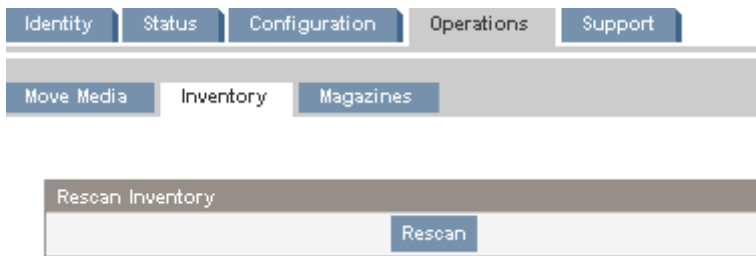 Identity Status Configuration Operations Support
Move Media Inventory Magazines
Rescan Inventory
Rescan